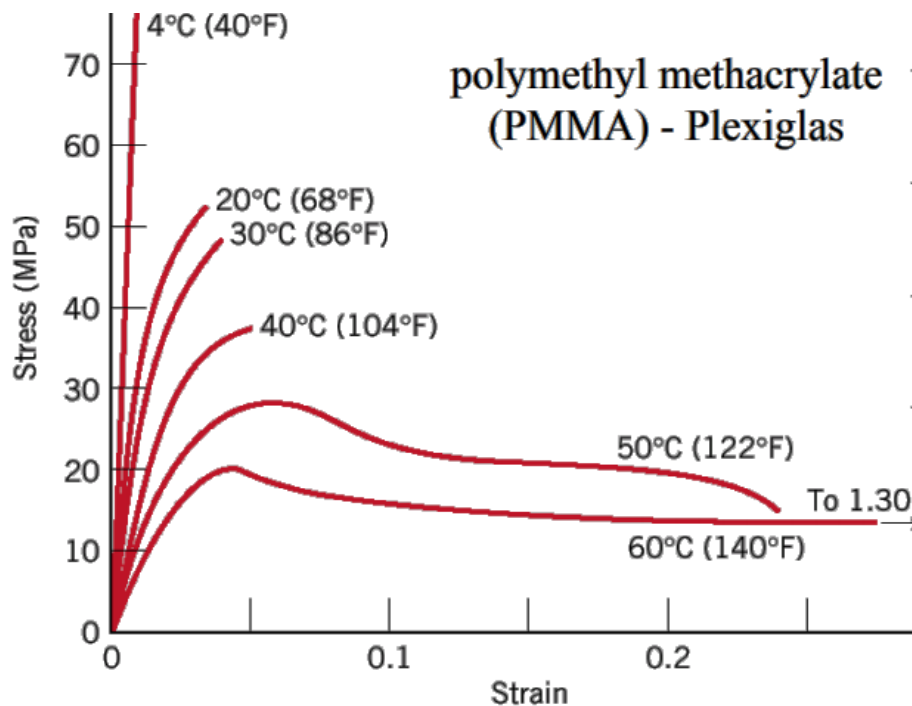 4°C (40°F)
polymethyl methacrylate
(PMMA) - Plexiglas
70
60
50
40
30
20
10
0
Stress (MPa)
20°C (68°F)
30°C (86°F)
40°C (104°F)
50°C (122°F)
To 1.30
60°C (140°F)
0
0.1
0.2
Strain